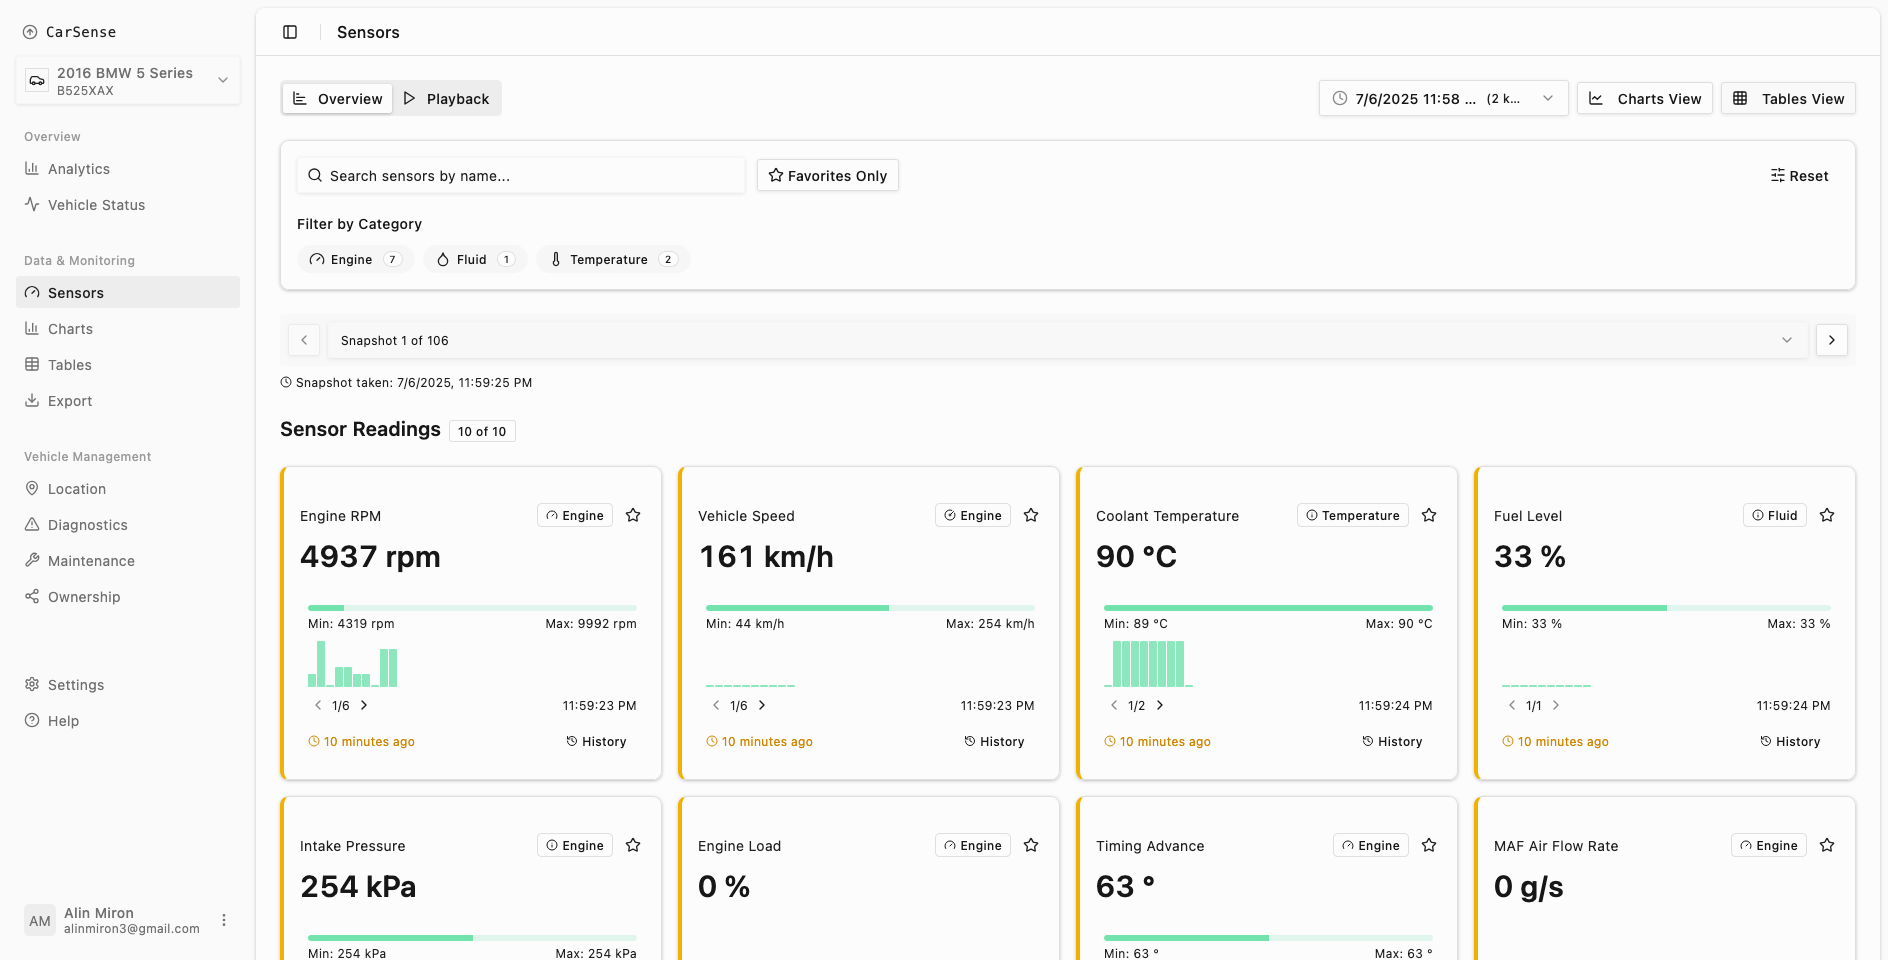 CarSense
2016 BMW 5 Series
B525XAX
Overview
Analytics
Vehicle Status
Data & Monitoring
Sensors
Charts
Tables
Export
Vehicle Management
Location
Diagnostics
Maintenance
Ownership
Settings
Help
AM
Alin Miron
alinmiron3@gmail.com
Sensors
Overview
Playback
7/6/2025 11:58 ... (2 k...
Charts View
Tables View
Search sensors by name...
Favorites Only
Reset
Filter by Category
Engine 7
Fluid 1
Temperature 2
Snapshot 1 of 106
Snapshot taken: 7/6/2025, 11:59:25 PM
Sensor Readings 10 of 10
Engine RPM
Engine
4937 rpm
Min: 4319 rpm
Max: 9992 rpm
1/6
11:59:23 PM
10 minutes ago
History
Vehicle Speed
Engine
161 km/h
Min: 44 km/h
Max: 254 km/h
1/6
11:59:23 PM
10 minutes ago
History
Coolant Temperature
Temperature
90 °C
Min: 89 °C
Max: 90 °C
1/2
11:59:24 PM
10 minutes ago
History
Fuel Level
Fluid
33 %
Min: 33 %
Max: 33 %
1/1
11:59:24 PM
10 minutes ago
History
Intake Pressure
Engine
254 kPa
Min: 254 kPa
Max: 254 kPa
Engine Load
Engine
0 %
Timing Advance
Engine
63 °
Min: 63 °
Max: 63 °
MAF Air Flow Rate
Engine
0 g/s